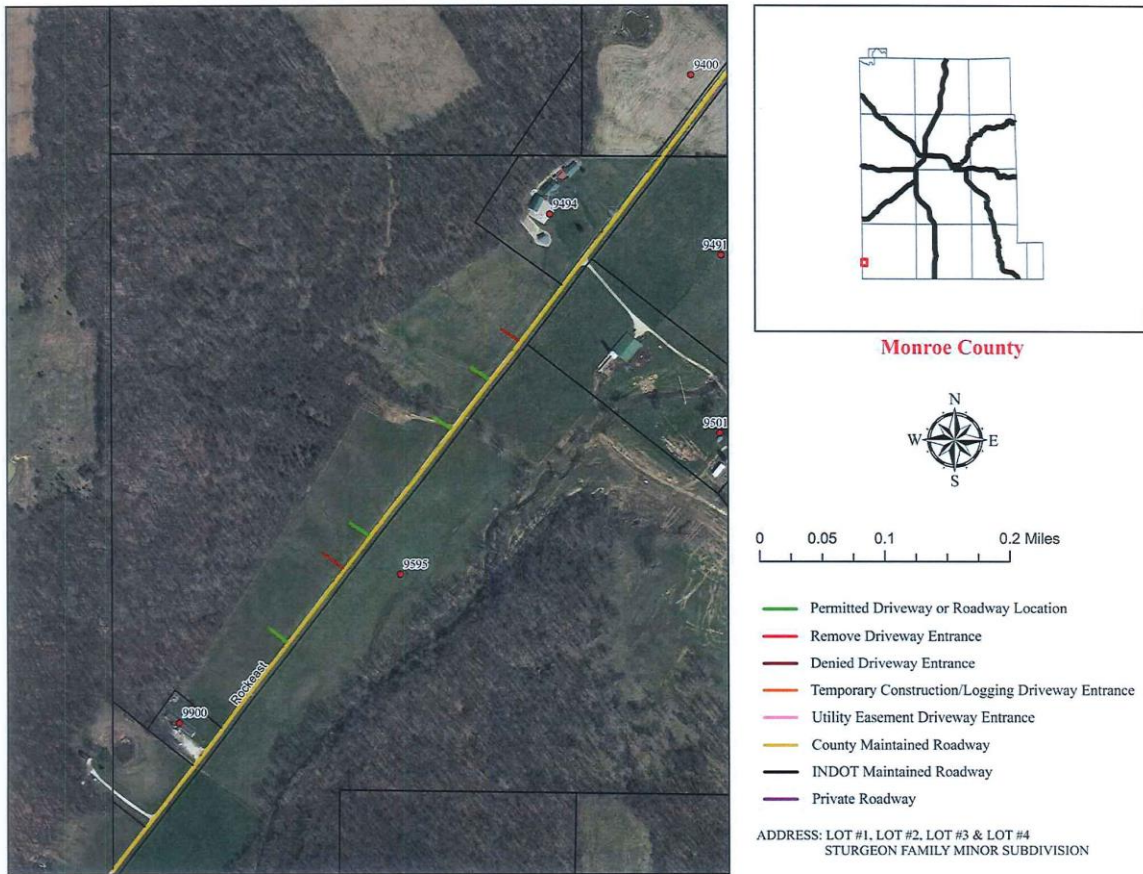 9400
9494
9491
9501
9595
Rockeast
9900
Monroe County
N
W
E
S
0
0.05
0.1
0.2 Miles
Permitted Driveway or Roadway Location
Remove Driveway Entrance
Denied Driveway Entrance
Temporary Construction/Logging Driveway Entrance
Utility Easement Driveway Entrance
County Maintained Roadway
INDOT Maintained Roadway
Private Roadway
ADDRESS: LOT #1, LOT #2, LOT #3 & LOT #4
STURGEON FAMILY MINOR SUBDIVISION